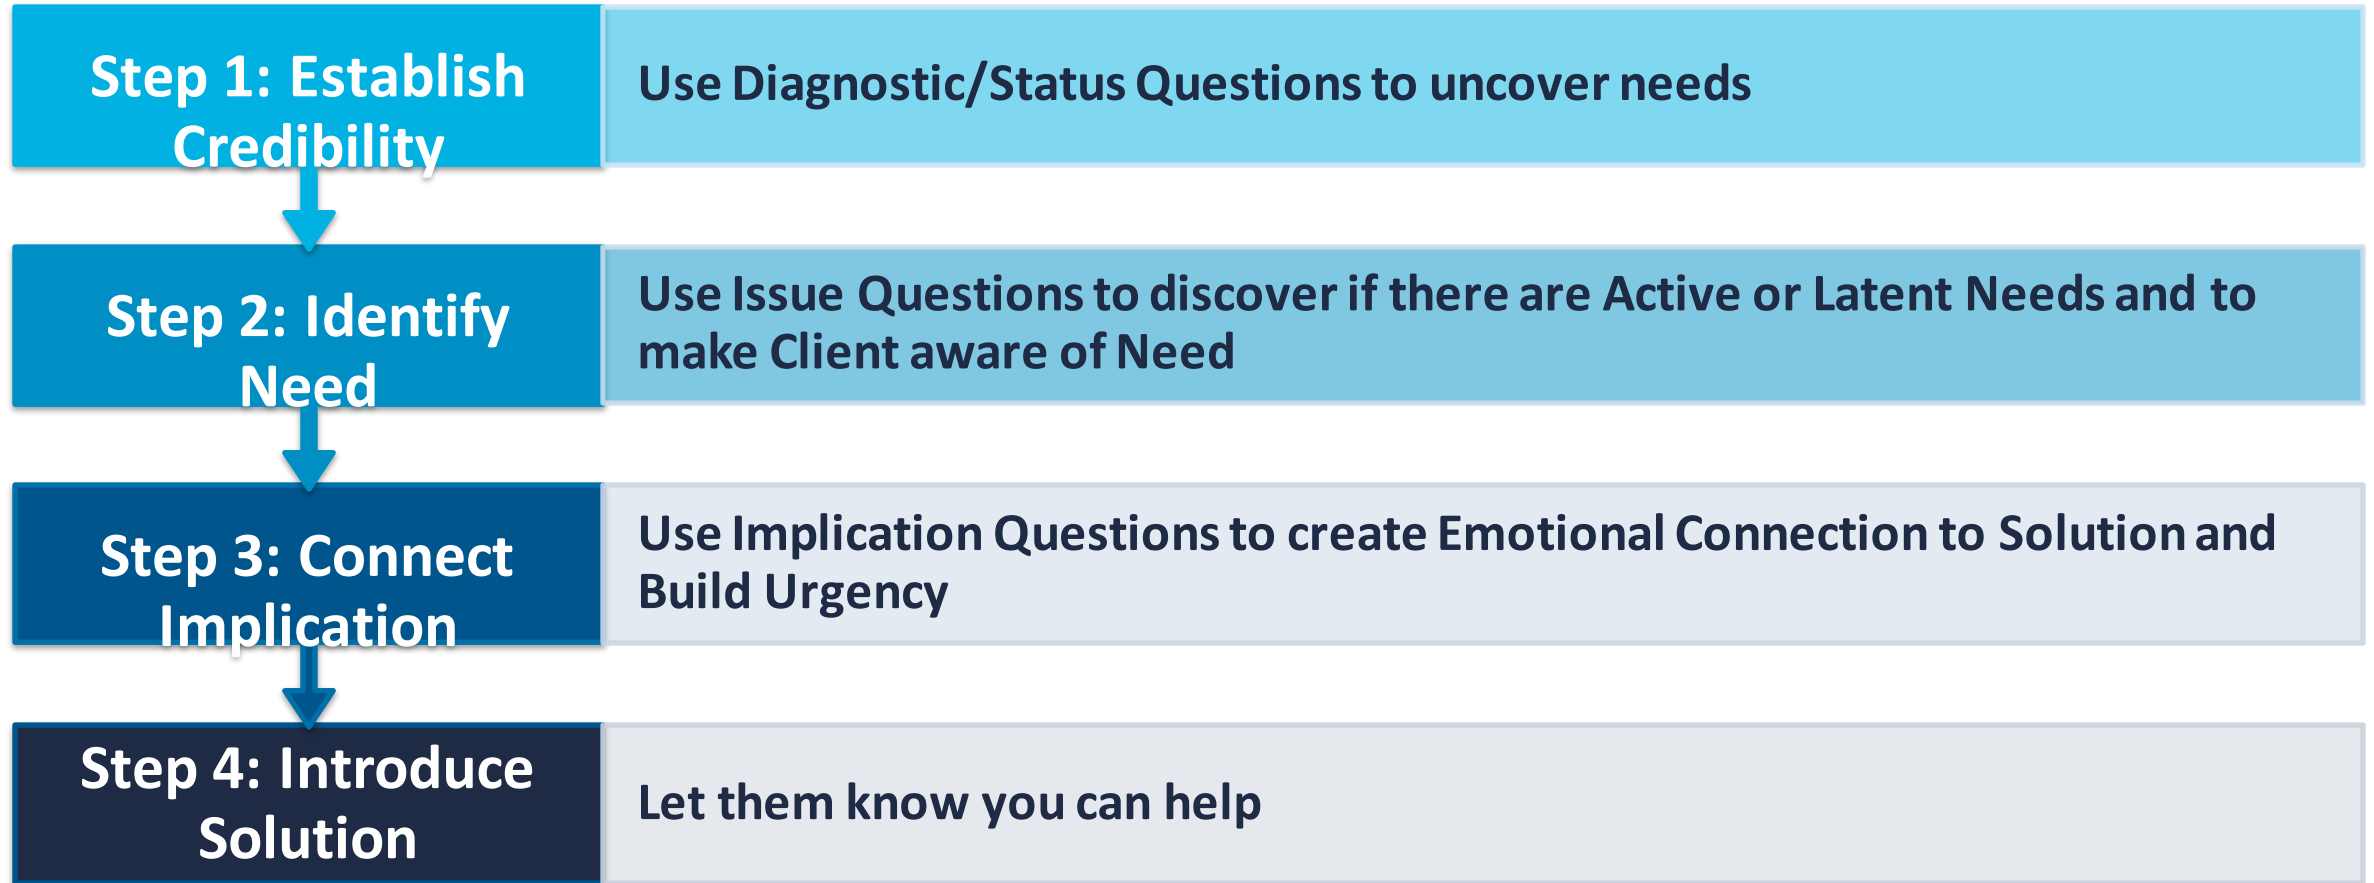 Step 1: Establish
Credibility
Use Diagnostic/Status Questions to uncover needs
Step 2: Identify
Need
Use Issue Questions to discover if there are Active or Latent Needs and to
make Client aware of Need
Step 3: Connect
Implication
Use Implication Questions to create Emotional Connection to Solution and
Build Urgency
Step 4: Introduce
Solution
Let them know you can help